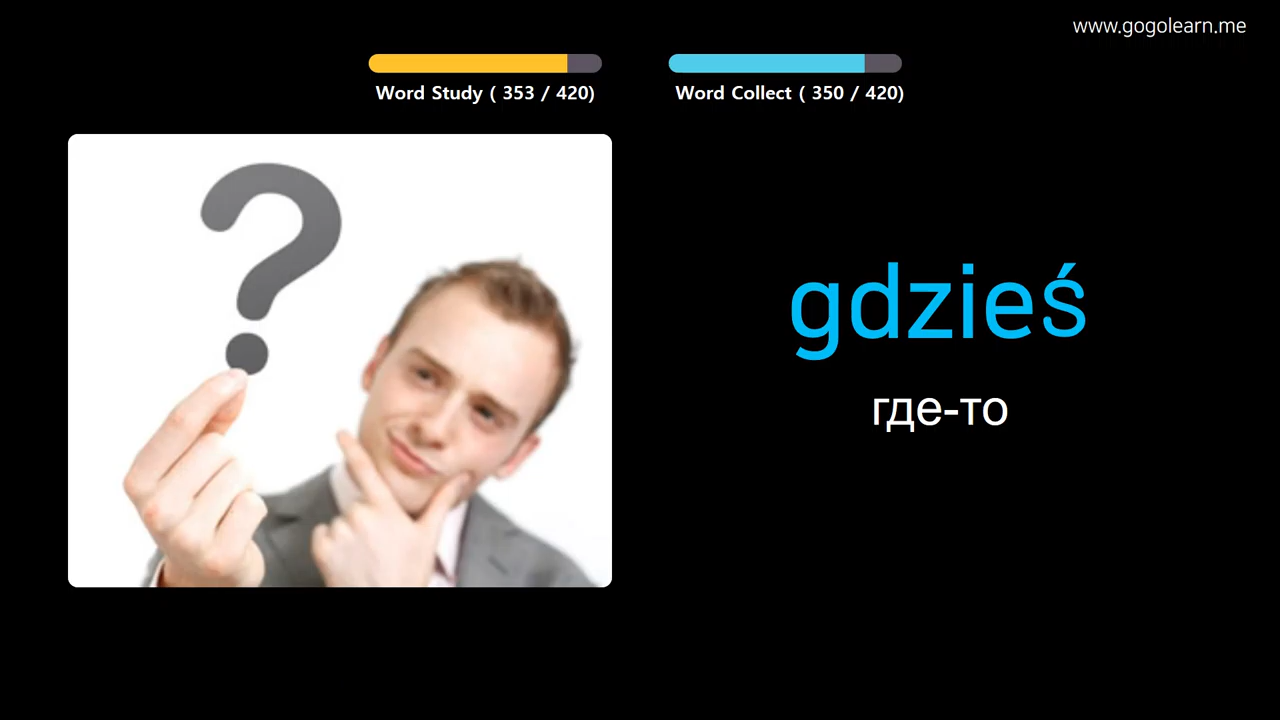 www.gogolearn.me
Word Study ( 353 / 420)
Word Collect ( 350 / 420)
gdzieś
где-то